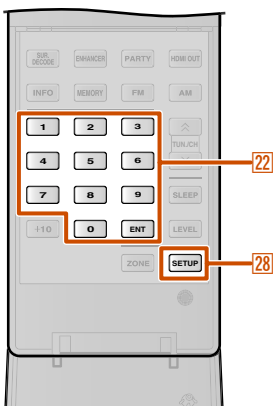 SUR. DECODE ENHANCER PARTY HDMI OUT
INFO MEMORY FM AM
1 2 3
TUN./CH
4 5 6
22
7 8 9 SLEEP
+10 0 ENT LEVEL
ZONE SETUP
28